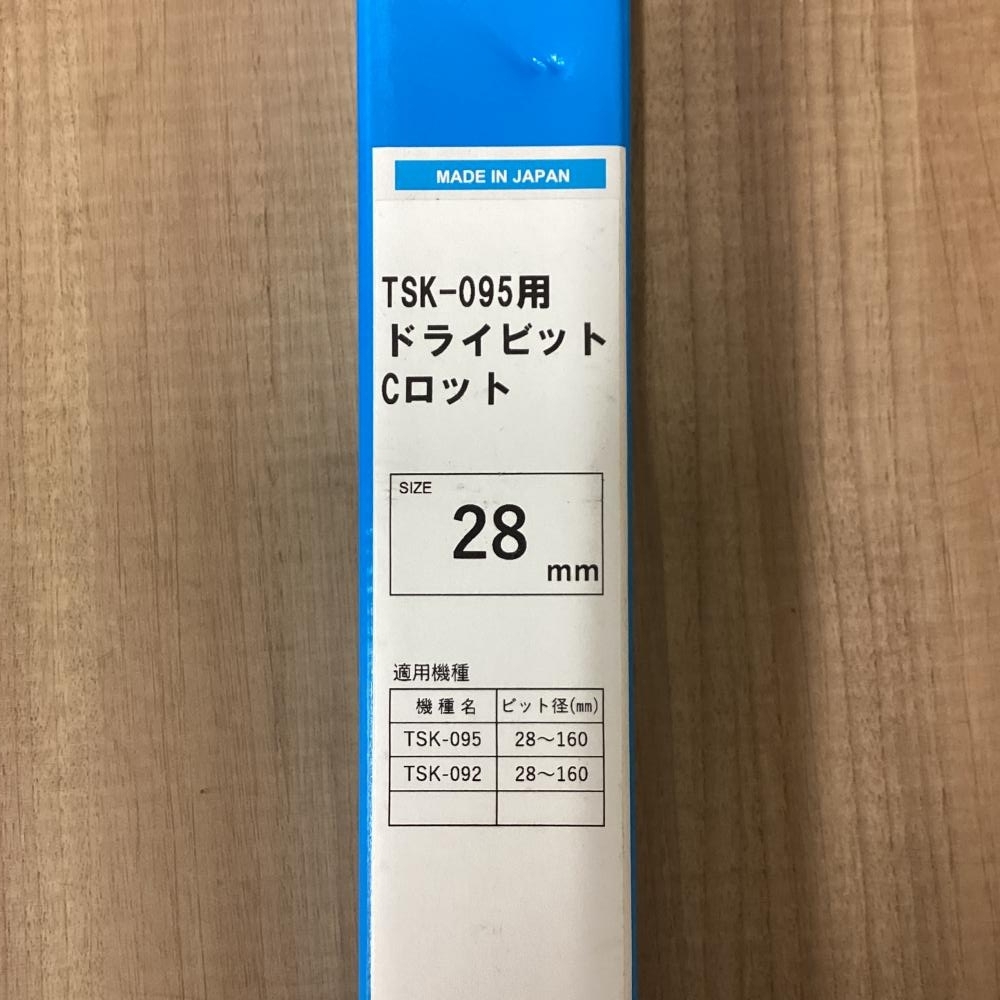 MADE IN JAPAN
TSK-095用
ドライビット
Cロット
SIZE
28
mm
適用機種
機種名 ビット径(㎜)
TSK-095 28～160
TSK-092 28～160